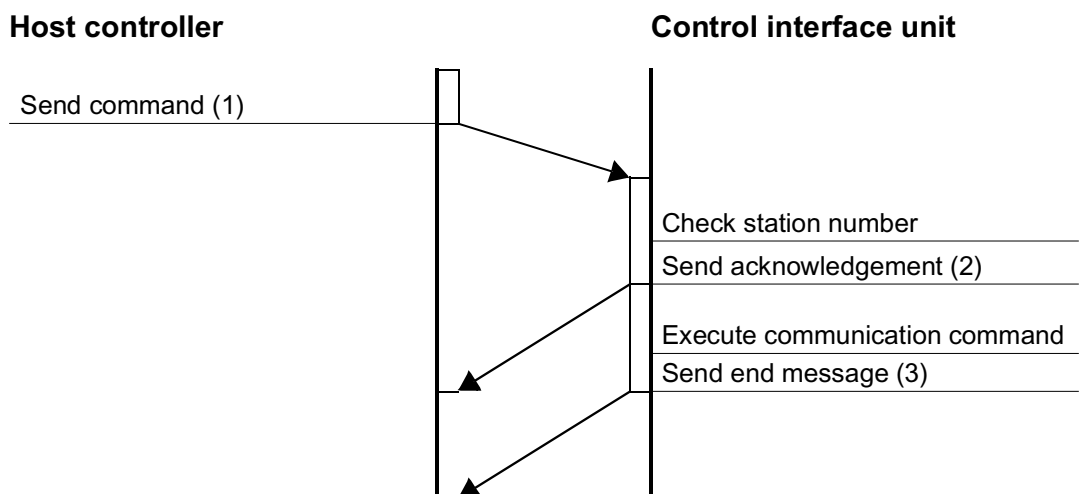 Host controller
Control interface unit
Send command (1)
Check station number
Send acknowledgement (2)
Execute communication command
Send end message (3)